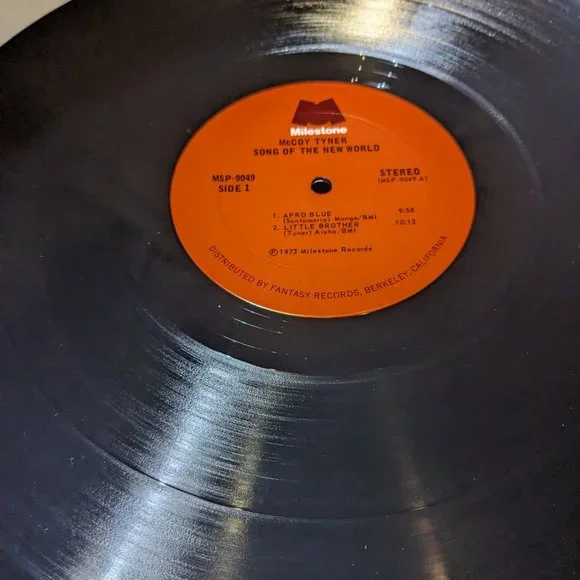 Milestone
McCOY TYNER
SONG OF THE NEW WORLD
MSP-9049
SIDE 1
STEREO
(MSP-9049-A)
1. AFRO BLUE 9:58
(Santamaria) Mongo/BMI
2. LITTLE BROTHER 10:12
(Tyner) Aisha/BMI
℗ 1973 Milestone Records
DISTRIBUTED BY FANTASY RECORDS, BERKELEY, CALIFORNIA